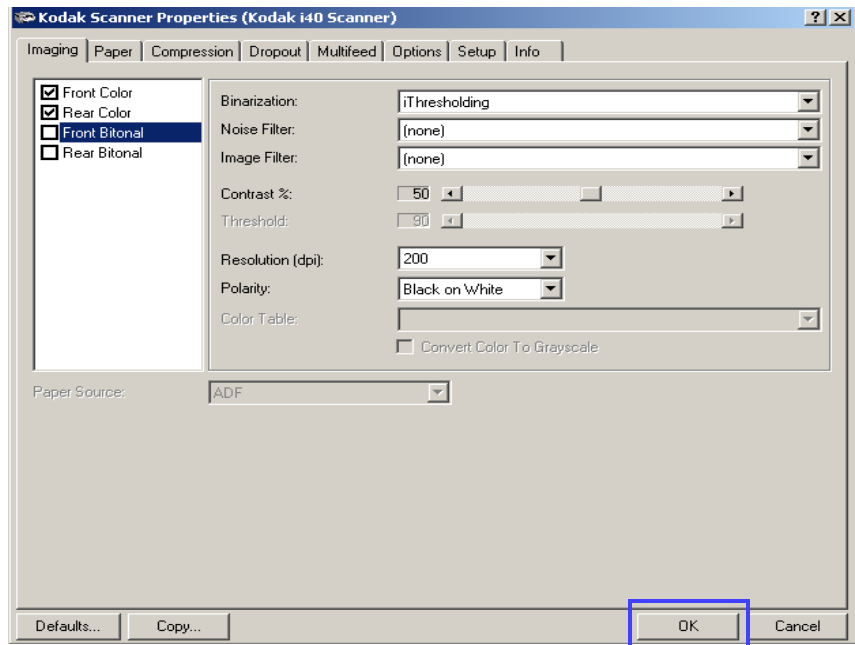 Kodak Scanner Properties (Kodak i40 Scanner)
Imaging Paper Compression Dropout Multifeed Options Setup Info
Front Color
Rear Color
Front Bitonal
Rear Bitonal
Binarization: iThresholding
Noise Filter: (none)
Image Filter: (none)
Contrast %: 50
Threshold: 90
Resolution (dpi): 200
Polarity: Black on White
Color Table:
Convert Color To Grayscale
Paper Source: ADF
Defaults... Copy... OK Cancel